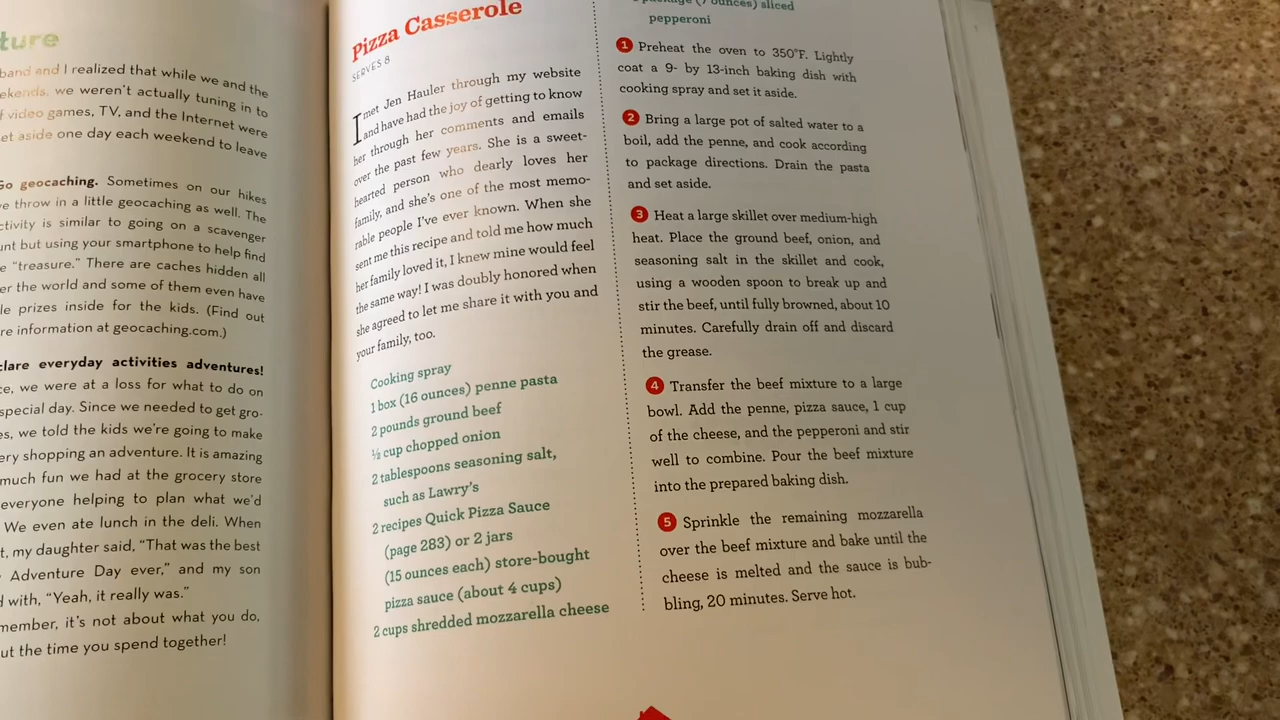 ture
band and I realized that while we and the
ekends, we weren't actually tuning in to
f video games, TV, and the Internet were
et aside one day each weekend to leave
Go geocaching. Sometimes on our hikes
ve throw in a little geocaching as well. The
ctivity is similar to going on a scavenger
unt but using your smartphone to help find
e "treasure." There are caches hidden all
er the world and some of them even have
le prizes inside for the kids. (Find out
re information at geocaching.com.)
clare everyday activities adventures!
ce, we were at a loss for what to do on
special day. Since we needed to get gro-
es, we told the kids we're going to make
ery shopping an adventure. It is amazing
much fun we had at the grocery store
everyone helping to plan what we'd
We even ate lunch in the deli. When
t, my daughter said, "That was the best
Adventure Day ever," and my son
d with, "Yeah, it really was."
member, it's not about what you do,
ut the time you spend together!
Pizza Casserole
SERVES 8
I met Jen Hauler through my website
and have had the joy of getting to know
her through her comments and emails
over the past few years. She is a sweet-
hearted person who dearly loves her
family, and she's one of the most memo-
rable people I've ever known. When she
sent me this recipe and told me how much
her family loved it, I knew mine would feel
the same way! I was doubly honored when
she agreed to let me share it with you and
your family, too.
Cooking spray
1 box (16 ounces) penne pasta
2 pounds ground beef
½ cup chopped onion
2 tablespoons seasoning salt,
such as Lawry's
2 recipes Quick Pizza Sauce
(page 283) or 2 jars
(15 ounces each) store-bought
pizza sauce (about 4 cups)
2 cups shredded mozzarella cheese
package (7 ounces) sliced
pepperoni
1 Preheat the oven to 350°F. Lightly
coat a 9- by 13-inch baking dish with
cooking spray and set it aside.
2 Bring a large pot of salted water to a
boil, add the penne, and cook according
to package directions. Drain the pasta
and set aside.
3 Heat a large skillet over medium-high
heat. Place the ground beef, onion, and
seasoning salt in the skillet and cook,
using a wooden spoon to break up and
stir the beef, until fully browned, about 10
minutes. Carefully drain off and discard
the grease.
4 Transfer the beef mixture to a large
bowl. Add the penne, pizza sauce, 1 cup
of the cheese, and the pepperoni and stir
well to combine. Pour the beef mixture
into the prepared baking dish.
5 Sprinkle the remaining mozzarella
over the beef mixture and bake until the
cheese is melted and the sauce is bub-
bling, 20 minutes. Serve hot.